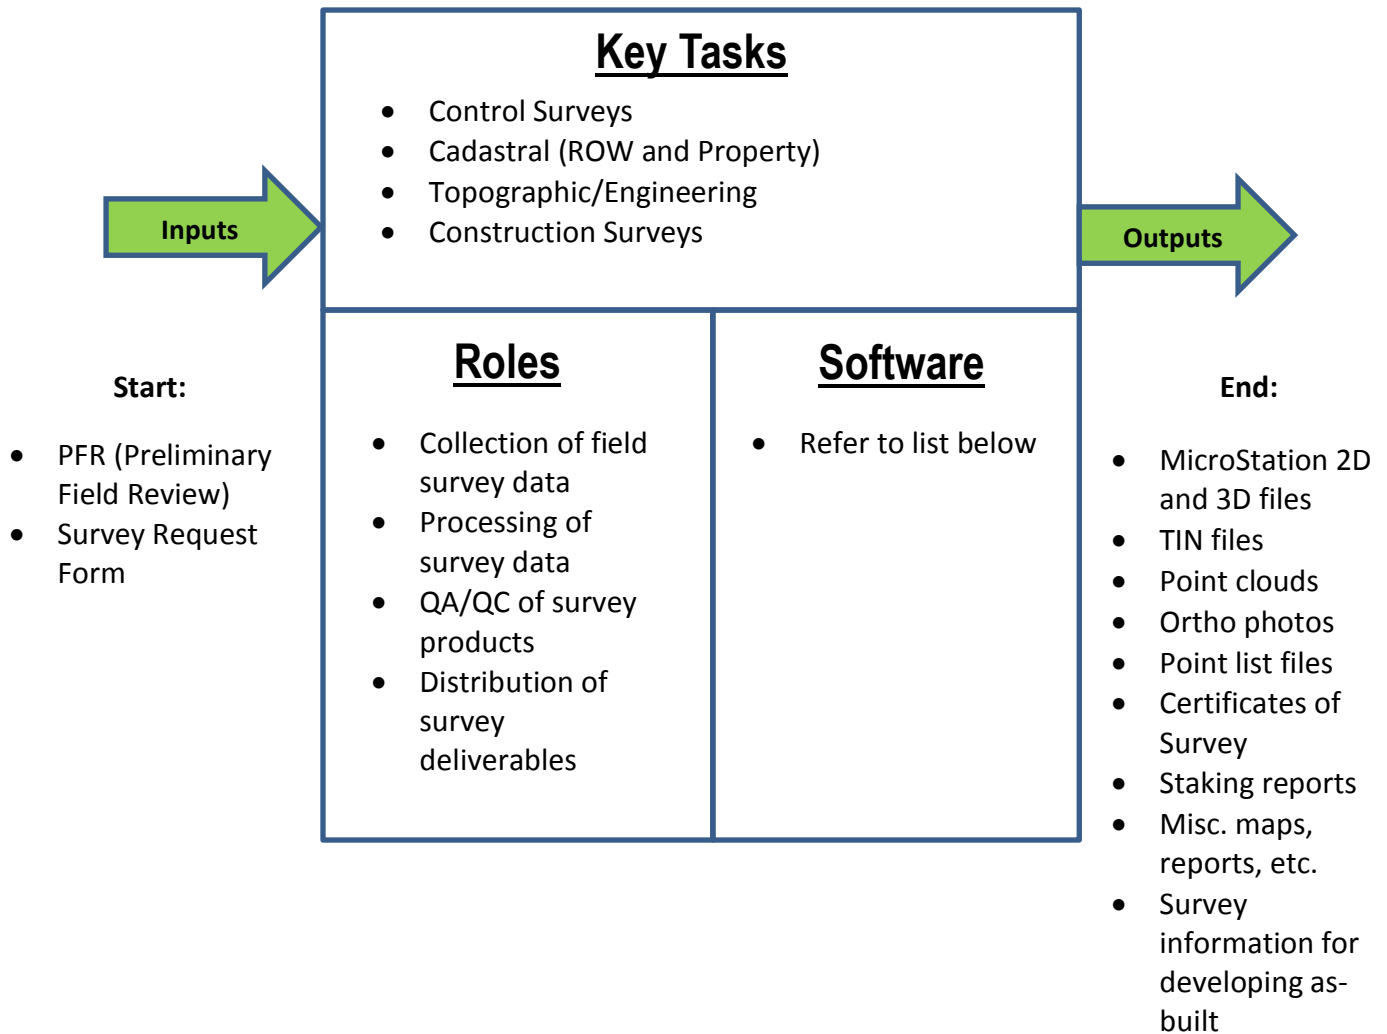 Key Tasks
• Control Surveys
• Cadastral (ROW and Property)
• Topographic/Engineering
• Construction Surveys
Inputs
Outputs
Start:
• PFR (Preliminary
Field Review)
• Survey Request
Form
Roles
• Collection of field
survey data
• Processing of
survey data
• QA/QC of survey
products
• Distribution of
survey
deliverables
Software
• Refer to list below
End:
• MicroStation 2D
and 3D files
• TIN files
• Point clouds
• Ortho photos
• Point list files
• Certificates of
Survey
• Staking reports
• Misc. maps,
reports, etc.
• Survey
information for
developing as-
built